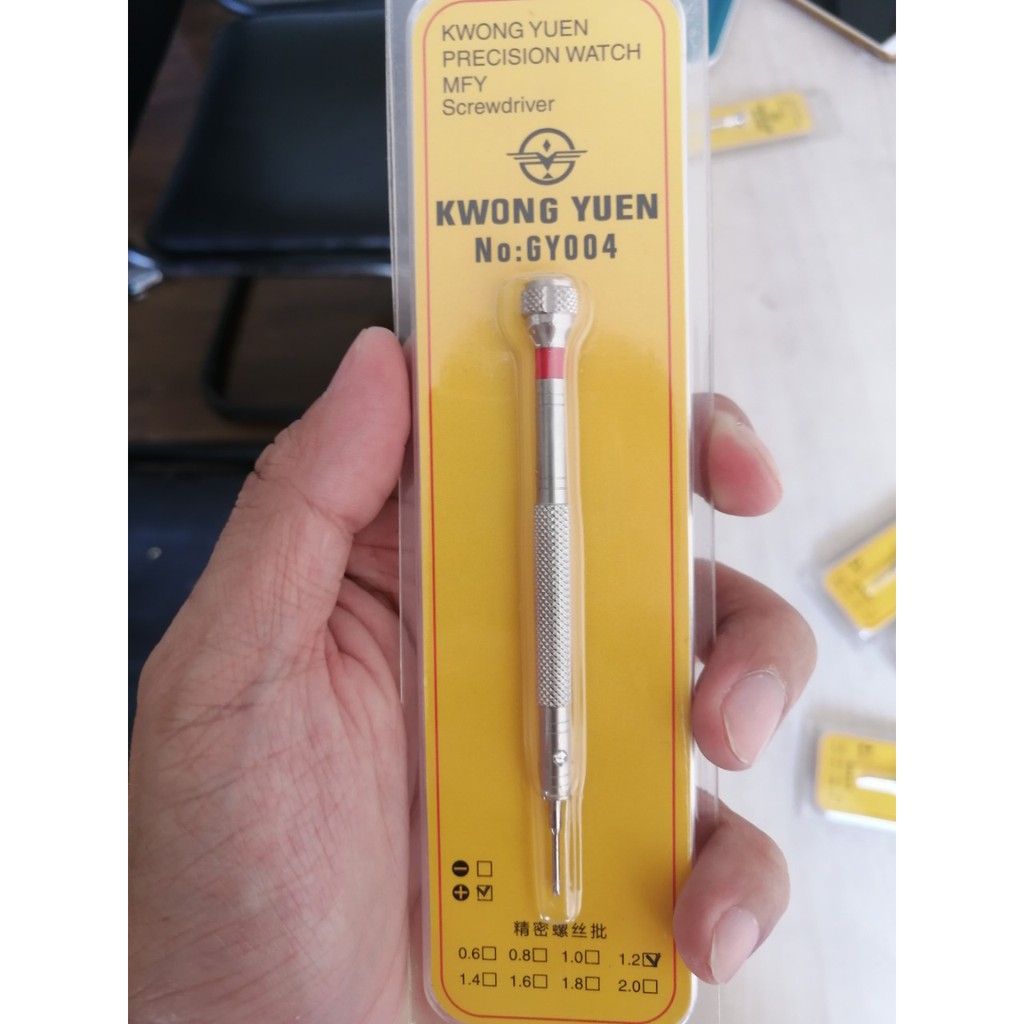 KWONG YUEN
PRECISION WATCH
MFY
Screwdriver
KWONG YUEN
No:GY004
精密螺丝批
0.6 0.8 1.0 1.2
1.4 1.6 1.8 2.0